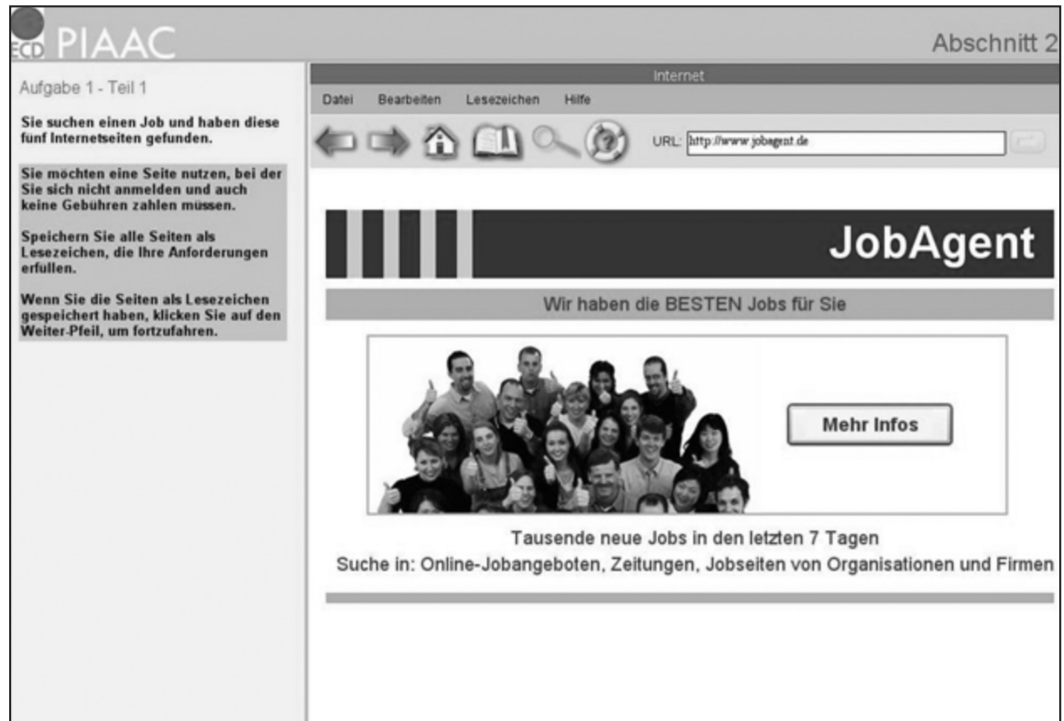 ECD PIAAC
Abschnitt 2
Aufgabe 1 - Teil 1
Sie suchen einen Job und haben diese
fünf Internetseiten gefunden.
Sie möchten eine Seite nutzen, bei der
Sie sich nicht anmelden und auch
keine Gebühren zahlen müssen.
Speichern Sie alle Seiten als
Lesezeichen, die Ihre Anforderungen
erfüllen.
Wenn Sie die Seiten als Lesezeichen
gespeichert haben, klicken Sie auf den
Weiter-Pfeil, um fortzufahren.
Internet
Datei Bearbeiten Lesezeichen Hilfe
URL: http://www.jobagent.de
JobAgent
Wir haben die BESTEN Jobs für Sie
Mehr Infos
Tausende neue Jobs in den letzten 7 Tagen
Suche in: Online-Jobangeboten, Zeitungen, Jobseiten von Organisationen und Firmen